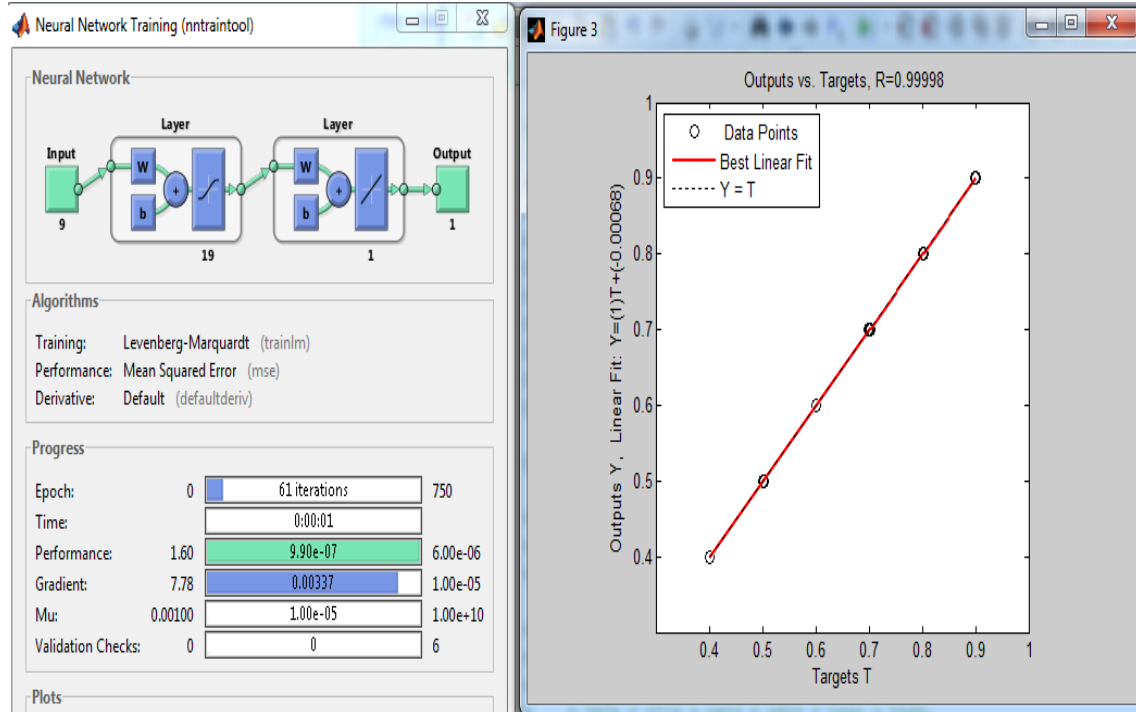 Neural Network Training (nntraintool)
Neural Network
Layer
Layer
Input
Output
W
W
b
b
+
+
9
19
1
1
Algorithms
Training: Levenberg-Marquardt (trainlm)
Performance: Mean Squared Error (mse)
Derivative: Default (defaultderiv)
Progress
Epoch: 0 61 iterations 750
Time: 0:00:01
Performance: 1.60 9.90e-07 6.00e-06
Gradient: 7.78 0.00337 1.00e-05
Mu: 0.00100 1.00e-05 1.00e+10
Validation Checks: 0 0 6
Plots
Figure 3
Outputs vs. Targets, R=0.99998
Data Points
Best Linear Fit
Y = T
Outputs Y, Linear Fit: Y=(1)T+(-0.00068)
1
0.9
0.8
0.7
0.6
0.5
0.4
0.4 0.5 0.6 0.7 0.8 0.9 1
Targets T